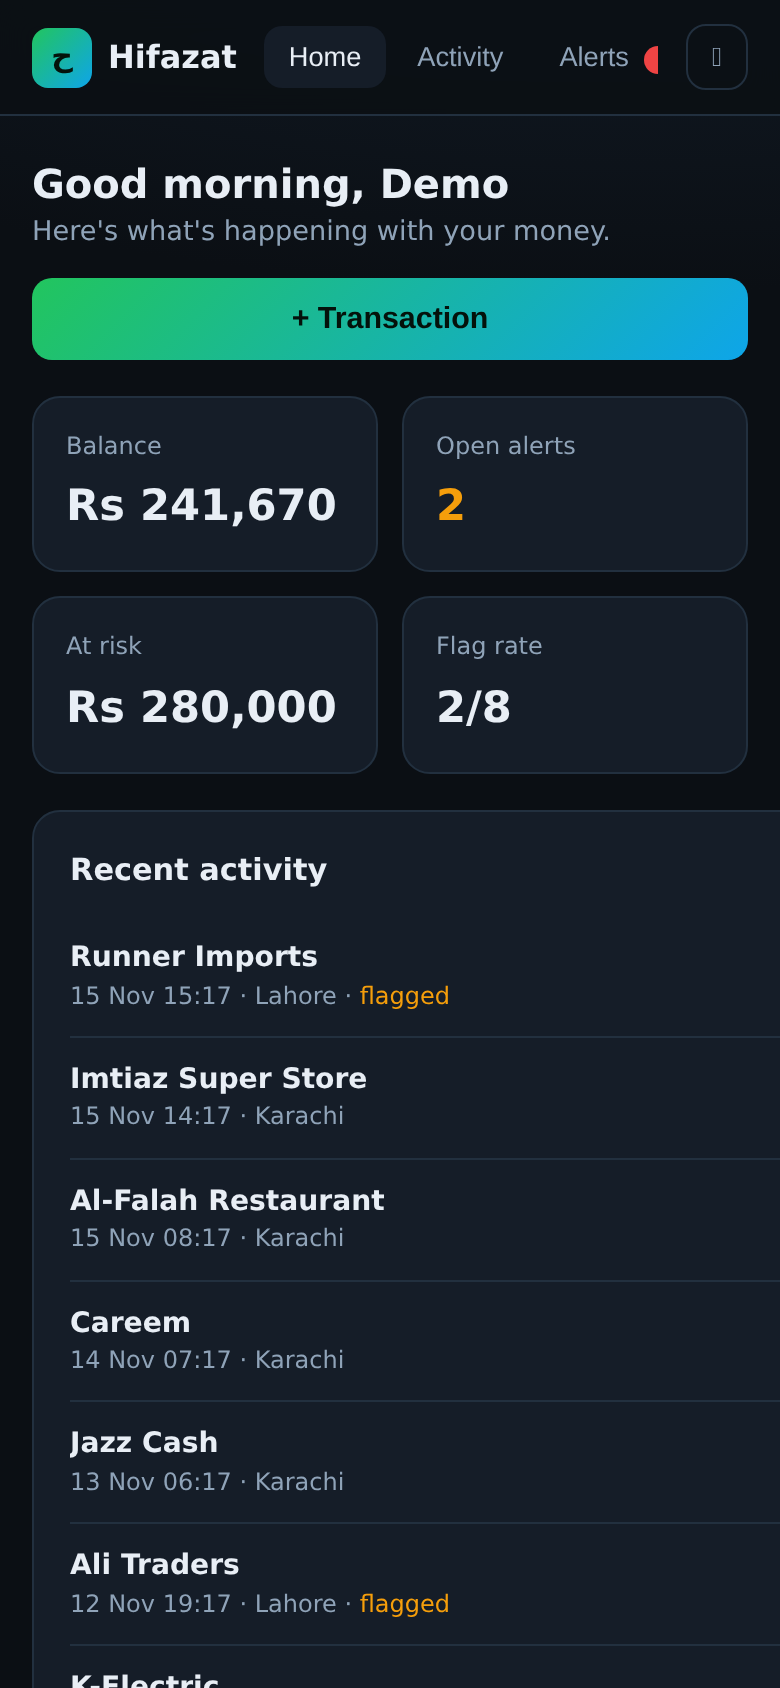 ح Hifazat Home Activity Alerts
Good morning, Demo
Here's what's happening with your money.
+ Transaction
Balance
Rs 241,670
Open alerts
2
At risk
Rs 280,000
Flag rate
2/8
Recent activity
Runner Imports
15 Nov 15:17 · Lahore · flagged
Imtiaz Super Store
15 Nov 14:17 · Karachi
Al-Falah Restaurant
15 Nov 08:17 · Karachi
Careem
14 Nov 07:17 · Karachi
Jazz Cash
13 Nov 06:17 · Karachi
Ali Traders
12 Nov 19:17 · Lahore · flagged
K-Electric